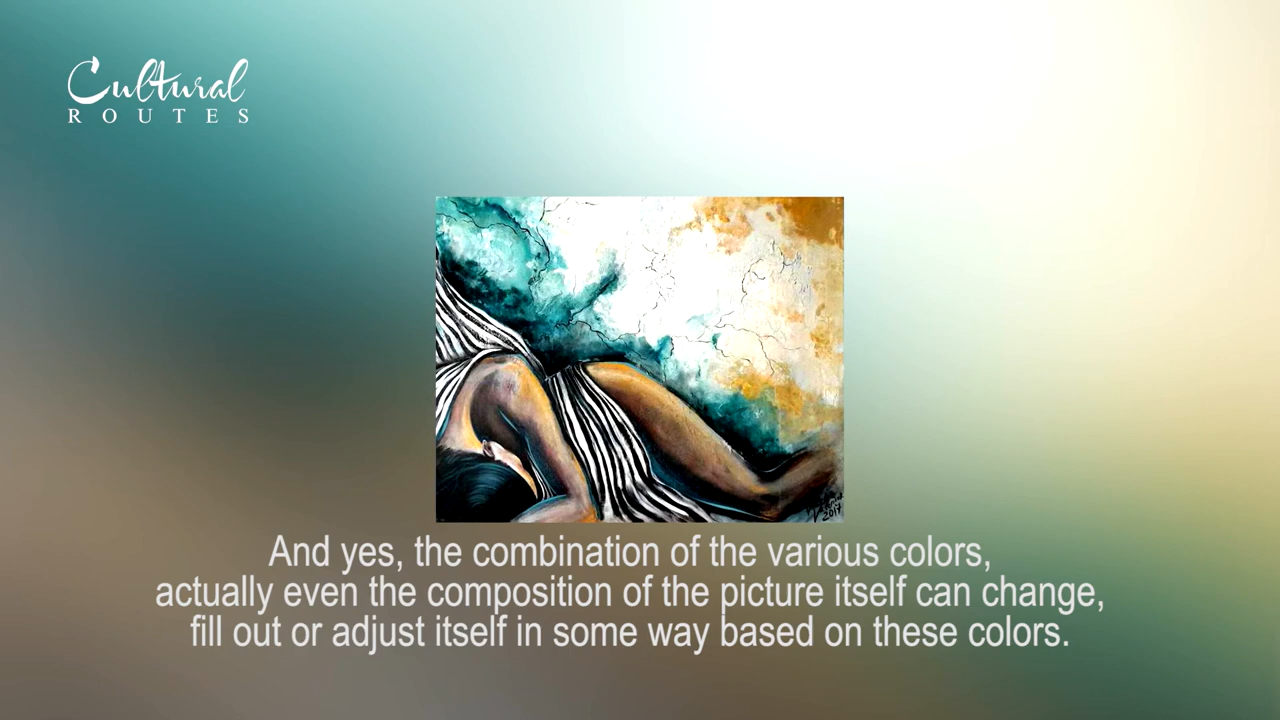 Cultural
ROUTES
2017
And yes, the combination of the various colors,
actually even the composition of the picture itself can change,
fill out or adjust itself in some way based on these colors.